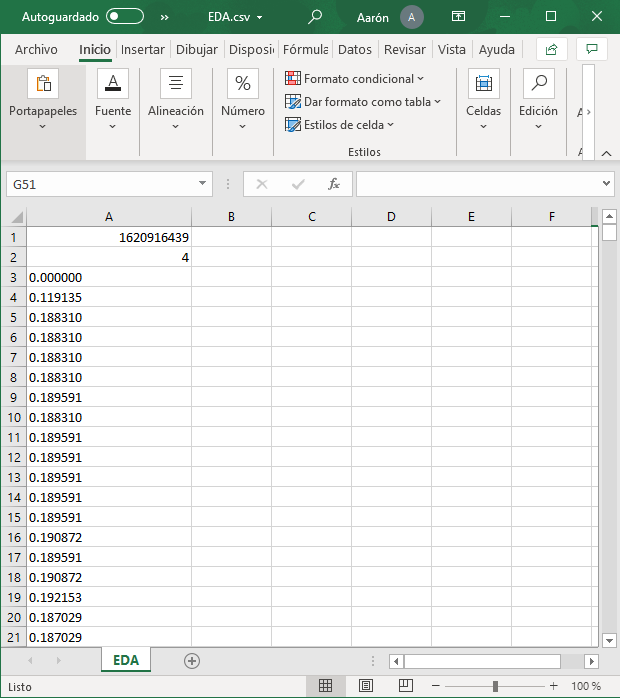 Autoguardado EDA.csv Aarón A
Archivo Inicio Insertar Dibujar Disposi Fórmula Datos Revisar Vista Ayuda
Portapapeles Fuente Alineación Número Formato condicional Celdas Edición
Dar formato como tabla
Estilos de celda
Estilos
G51 fx
A B C D E F
1 1620916439
2 4
3 0.000000
4 0.119135
5 0.188310
6 0.188310
7 0.188310
8 0.188310
9 0.189591
10 0.188310
11 0.189591
12 0.189591
13 0.189591
14 0.189591
15 0.189591
16 0.190872
17 0.189591
18 0.190872
19 0.192153
20 0.187029
21 0.187029
EDA
Listo 100 %